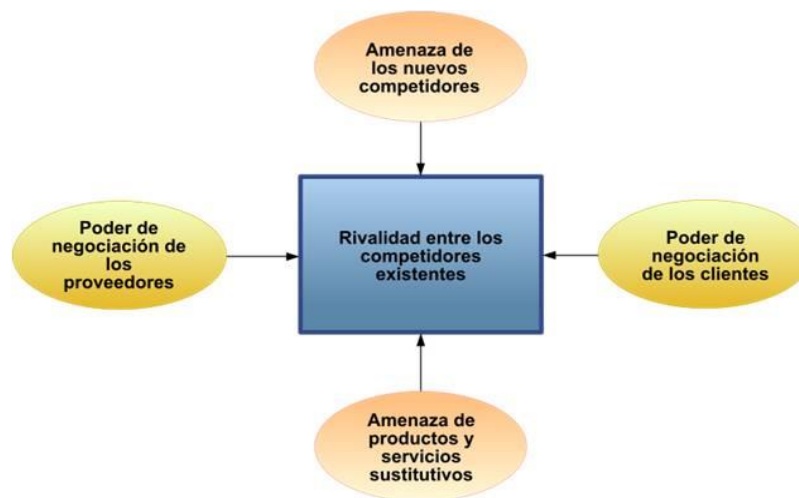 Amenaza de
los nuevos
competidores
Poder de
negociación de
los
proveedores
Rivalidad entre los
competidores
existentes
Poder de
negociación
de los clientes
Amenaza de
productos y
servicios
sustitutivos